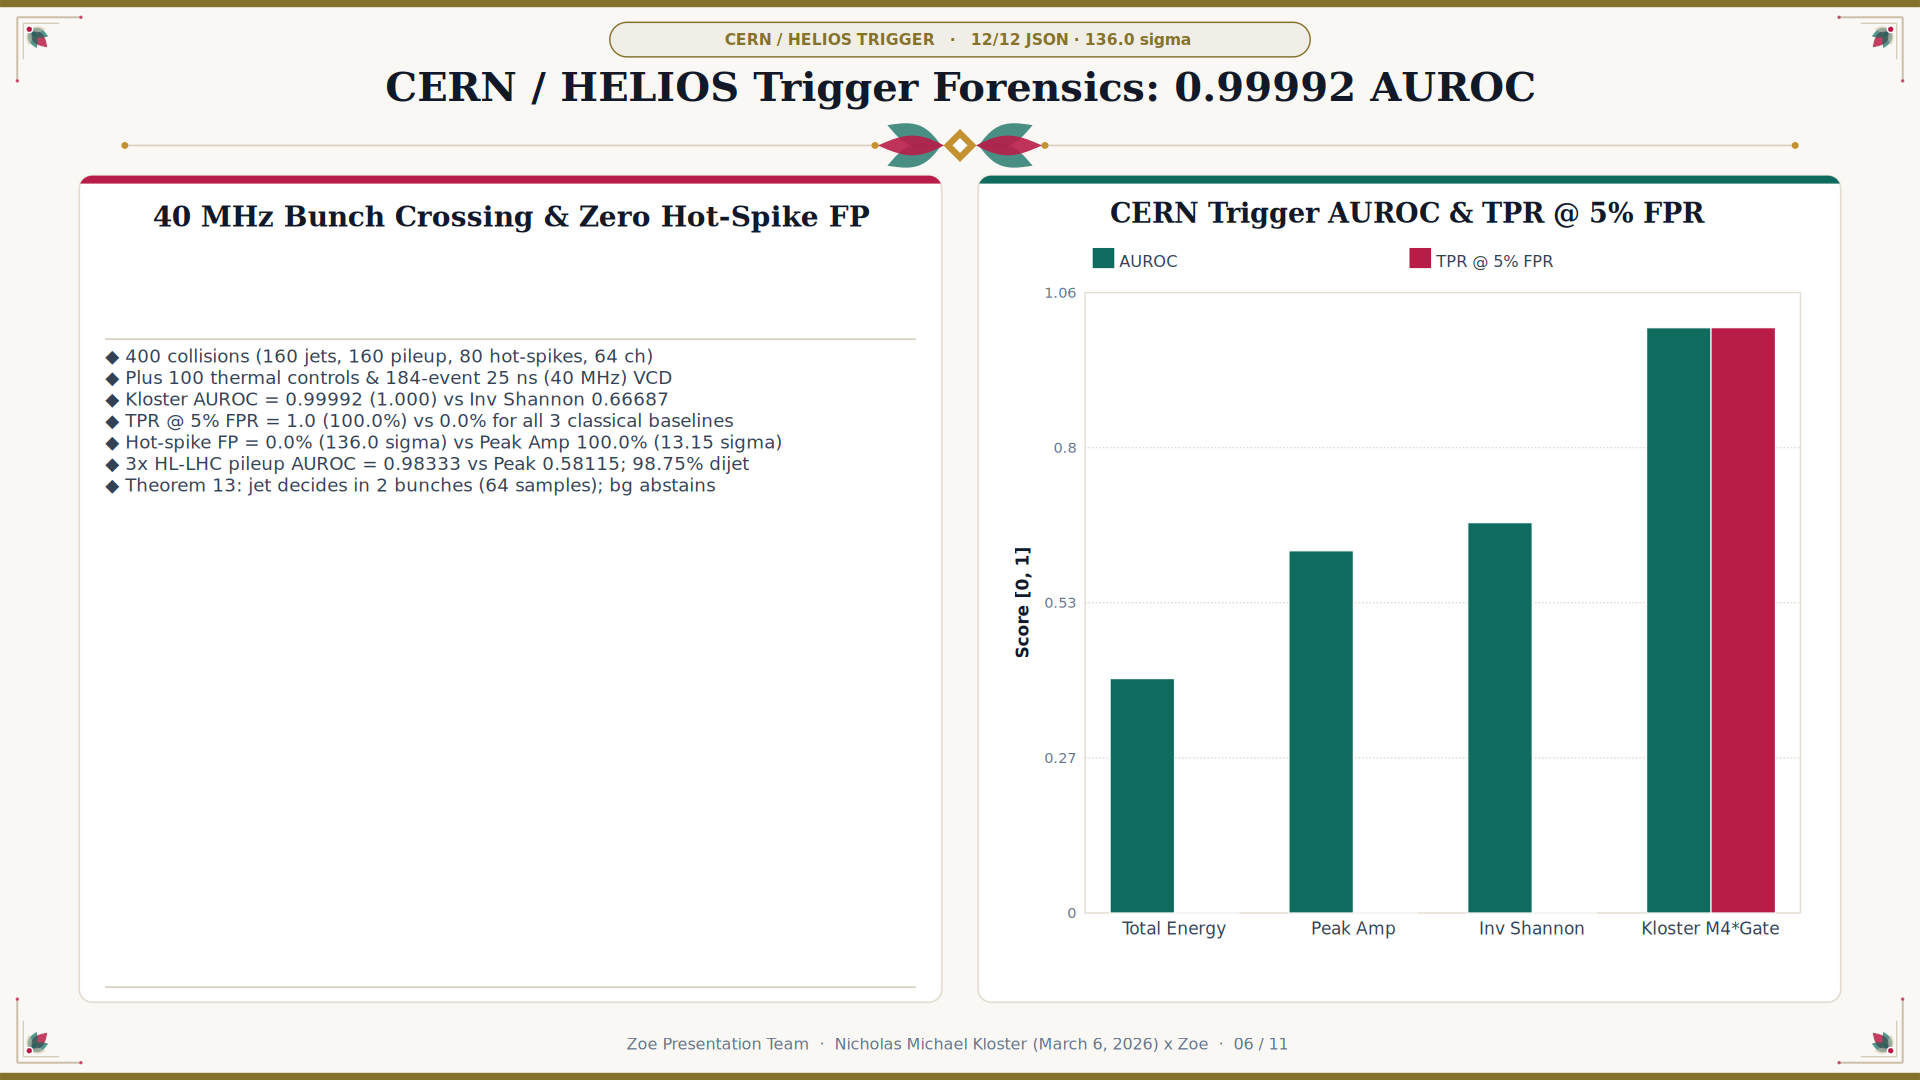 CERN / HELIOS TRIGGER · 12/12 JSON · 136.0 sigma
CERN / HELIOS Trigger Forensics: 0.99992 AUROC
40 MHz Bunch Crossing & Zero Hot-Spike FP
◆ 400 collisions (160 jets, 160 pileup, 80 hot-spikes, 64 ch)
◆ Plus 100 thermal controls & 184-event 25 ns (40 MHz) VCD
◆ Kloster AUROC = 0.99992 (1.000) vs Inv Shannon 0.66687
◆ TPR @ 5% FPR = 1.0 (100.0%) vs 0.0% for all 3 classical baselines
◆ Hot-spike FP = 0.0% (136.0 sigma) vs Peak Amp 100.0% (13.15 sigma)
◆ 3x HL-LHC pileup AUROC = 0.98333 vs Peak 0.58115; 98.75% dijet
◆ Theorem 13: jet decides in 2 bunches (64 samples); bg abstains
CERN Trigger AUROC & TPR @ 5% FPR
AUROC
TPR @ 5% FPR
1.06
0.8
0.53
0.27
0
Score [0, 1]
Total Energy
Peak Amp
Inv Shannon
Kloster M4*Gate
Zoe Presentation Team · Nicholas Michael Kloster (March 6, 2026) x Zoe · 06 / 11